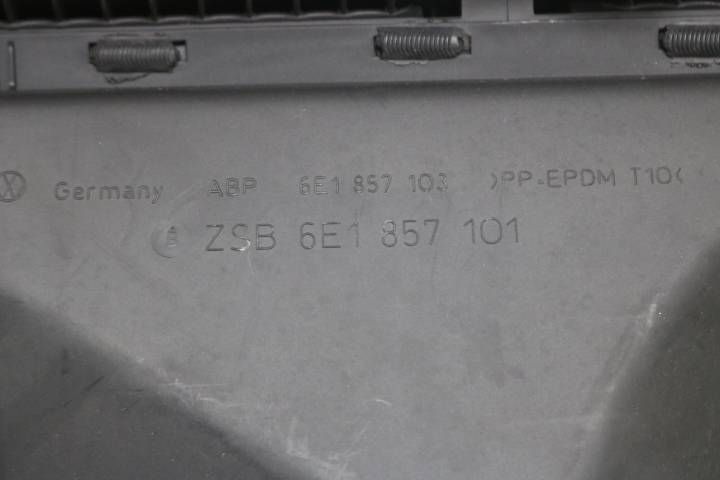 Germany ABP 6E1 857 103 >PP-EPDM T10<
ZSB 6E1 857 101